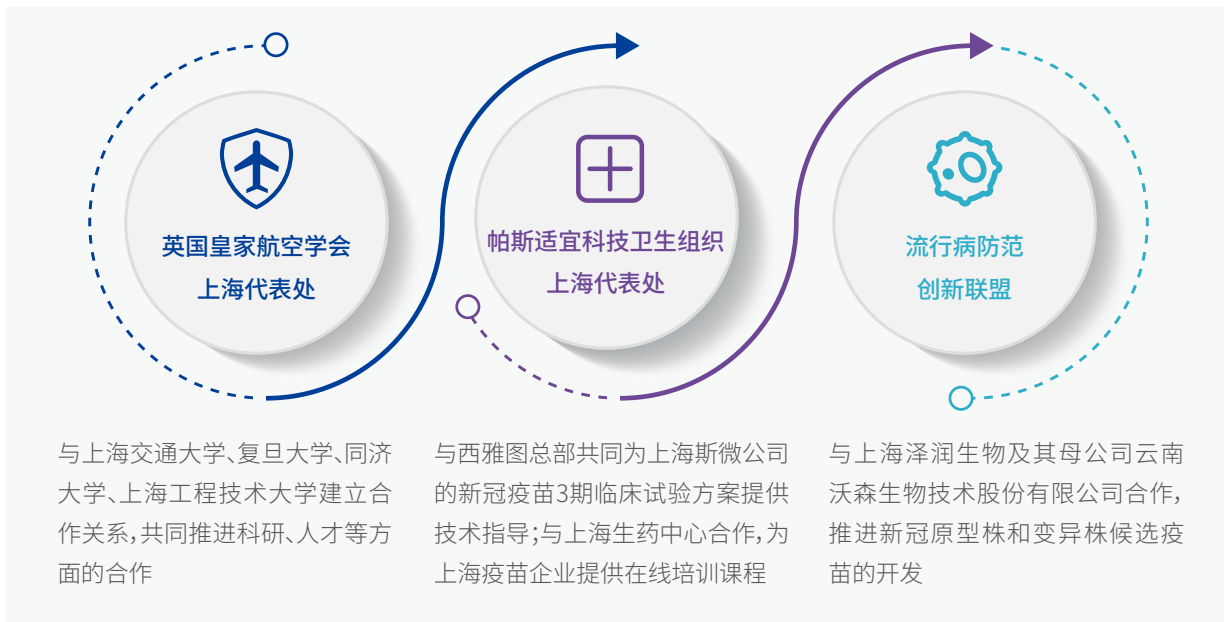 英国皇家航空学会
上海代表处
与上海交通大学、复旦大学、同济
大学、上海工程技术大学建立合
作关系，共同推进科研、人才等方
面的合作
帕斯适宜科技卫生组织
上海代表处
与西雅图总部共同为上海斯微公司
的新冠疫苗3期临床试验方案提供
技术指导；与上海生药中心合作，为
上海疫苗企业提供在线培训课程
流行病防范
创新联盟
与上海泽润生物及其母公司云南
沃森生物技术股份有限公司合作，
推进新冠原型株和变异株候选疫
苗的开发